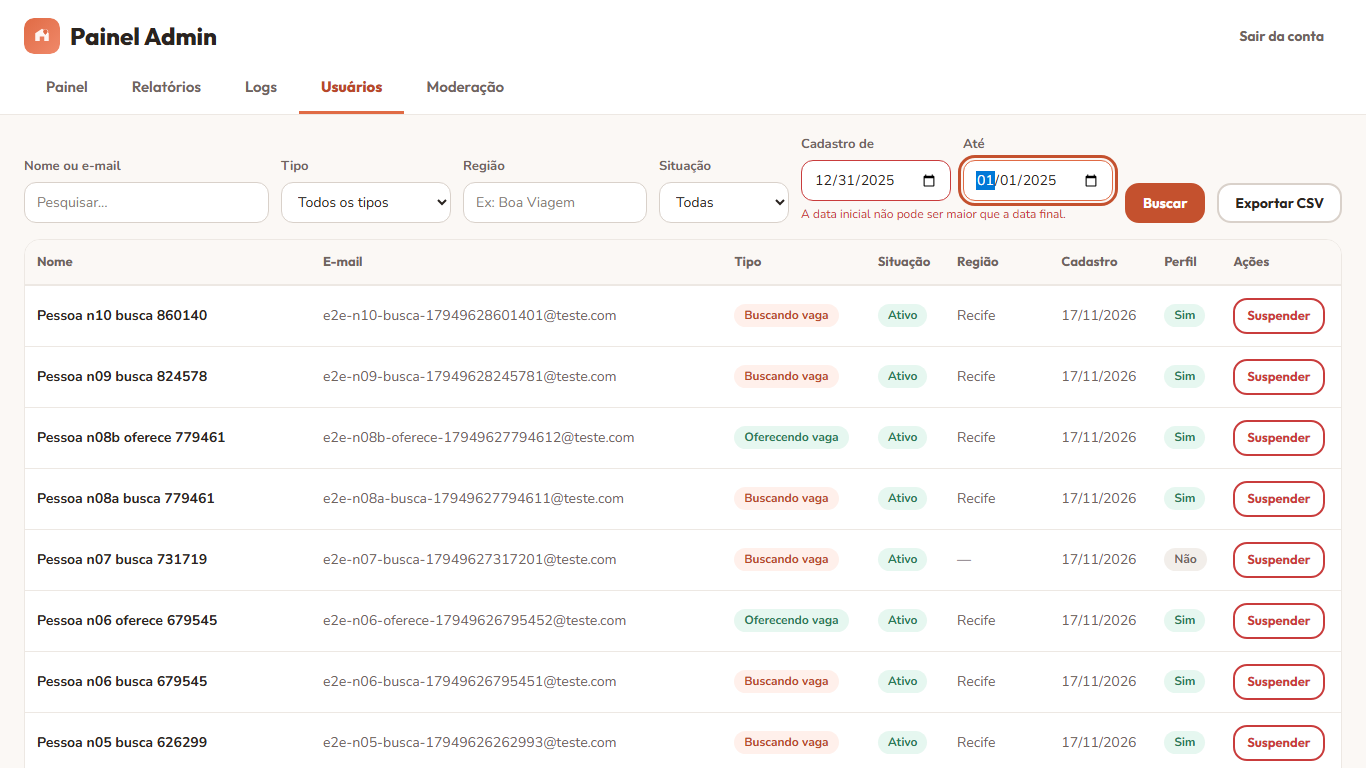 Painel Admin
Sair da conta
Painel Relatórios Logs Usuários Moderação
Nome ou e-mail Tipo Região Situação Cadastro de Até
Pesquisar... Todos os tipos Ex: Boa Viagem Todas 12/31/2025 01/01/2025 Buscar Exportar CSV
A data inicial não pode ser maior que a data final.
Nome E-mail Tipo Situação Região Cadastro Perfil Ações
Pessoa n10 busca 860140 e2e-n10-busca-17949628601401@teste.com Buscando vaga Ativo Recife 17/11/2026 Sim Suspender
Pessoa n09 busca 824578 e2e-n09-busca-17949628245781@teste.com Buscando vaga Ativo Recife 17/11/2026 Sim Suspender
Pessoa n08b oferece 779461 e2e-n08b-oferece-17949627794612@teste.com Oferecendo vaga Ativo Recife 17/11/2026 Sim Suspender
Pessoa n08a busca 779461 e2e-n08a-busca-17949627794611@teste.com Buscando vaga Ativo Recife 17/11/2026 Sim Suspender
Pessoa n07 busca 731719 e2e-n07-busca-17949627317201@teste.com Buscando vaga Ativo — 17/11/2026 Não Suspender
Pessoa n06 oferece 679545 e2e-n06-oferece-17949626795452@teste.com Oferecendo vaga Ativo Recife 17/11/2026 Sim Suspender
Pessoa n06 busca 679545 e2e-n06-busca-17949626795451@teste.com Buscando vaga Ativo Recife 17/11/2026 Sim Suspender
Pessoa n05 busca 626299 e2e-n05-busca-17949626262993@teste.com Buscando vaga Ativo Recife 17/11/2026 Sim Suspender